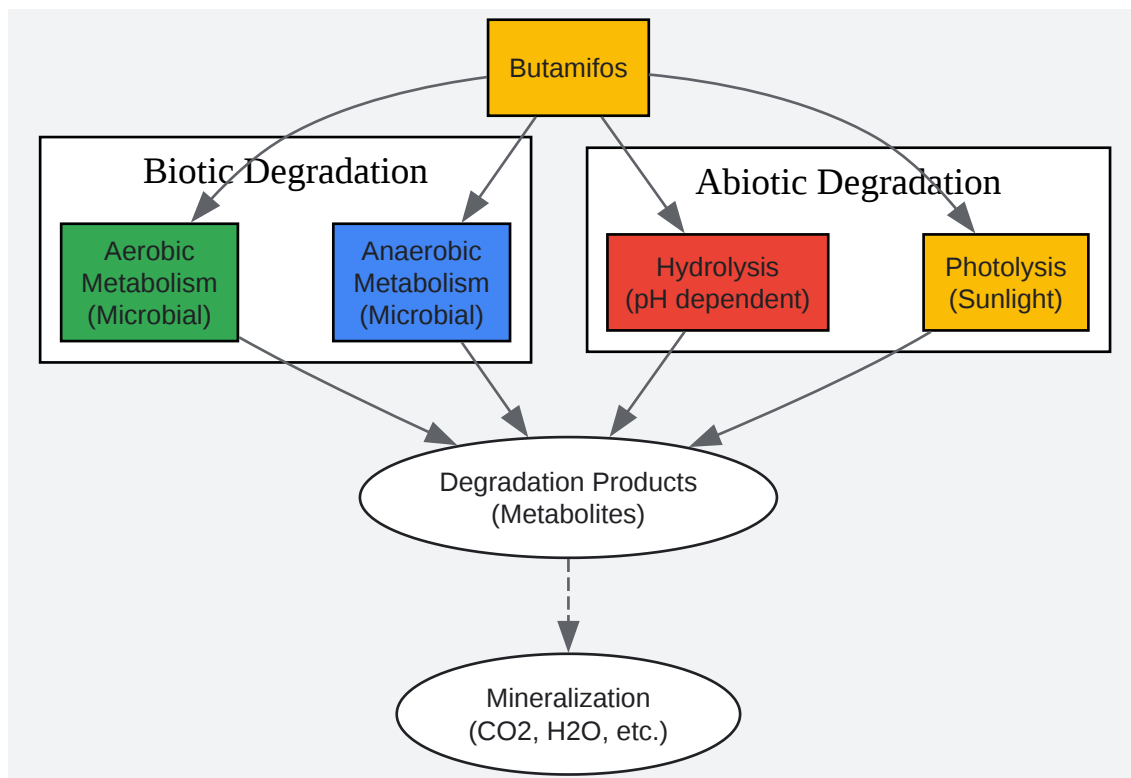 Butamifos
Biotic Degradation
Abiotic Degradation
Aerobic
Metabolism
(Microbial)
Anaerobic
Metabolism
(Microbial)
Hydrolysis
(pH dependent)
Photolysis
(Sunlight)
Degradation Products
(Metabolites)
Mineralization
(CO2, H2O, etc.)